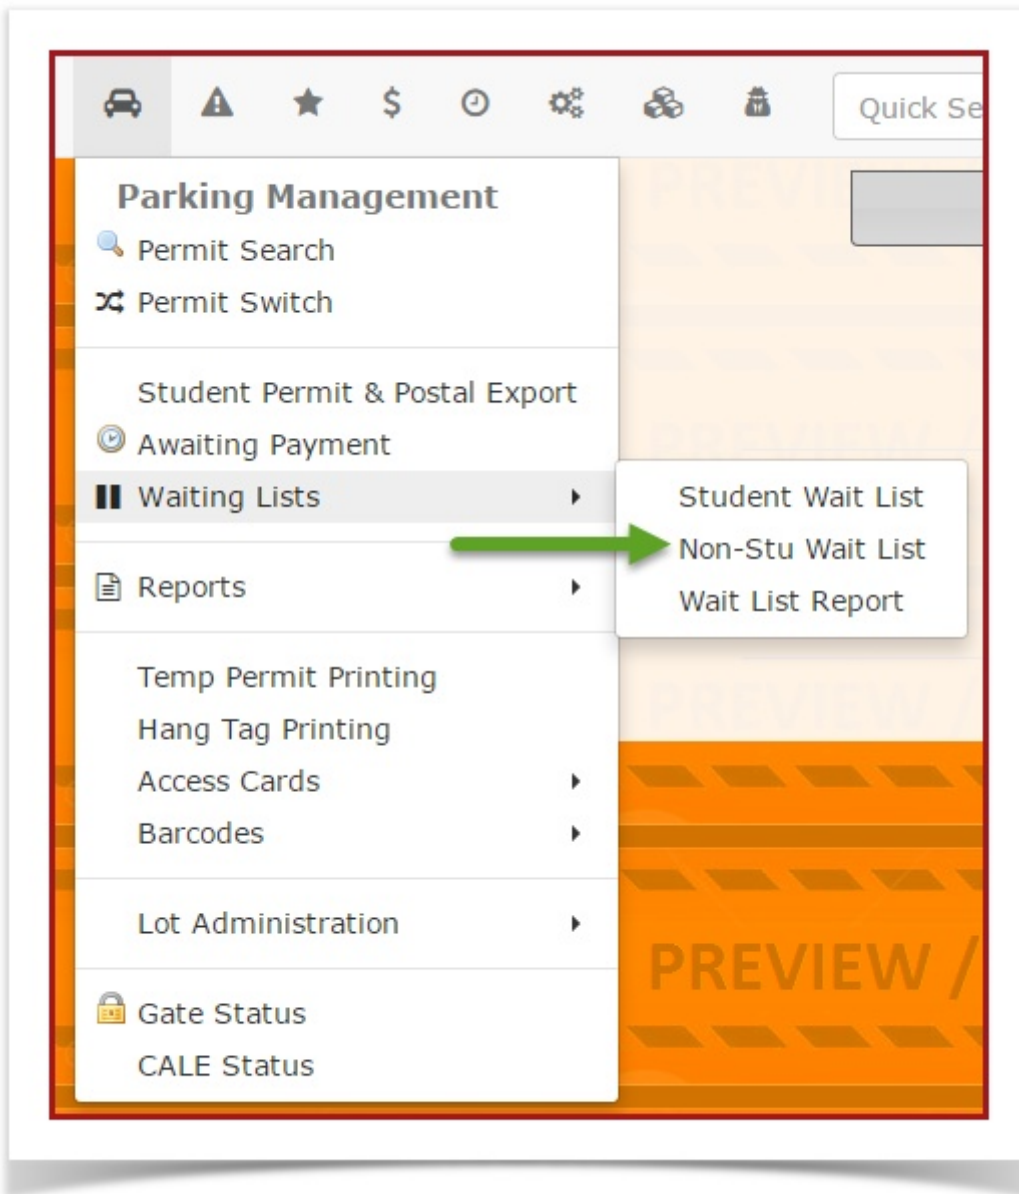 Quick Se
Parking Management
Permit Search
Permit Switch
Student Permit & Postal Export
Awaiting Payment
Waiting Lists
Student Wait List
Non-Stu Wait List
Wait List Report
Reports
Temp Permit Printing
Hang Tag Printing
Access Cards
Barcodes
Lot Administration
Gate Status
CALE Status
PREVIEW /
PREVIEW /
PREVIEW /
PREVIEW /